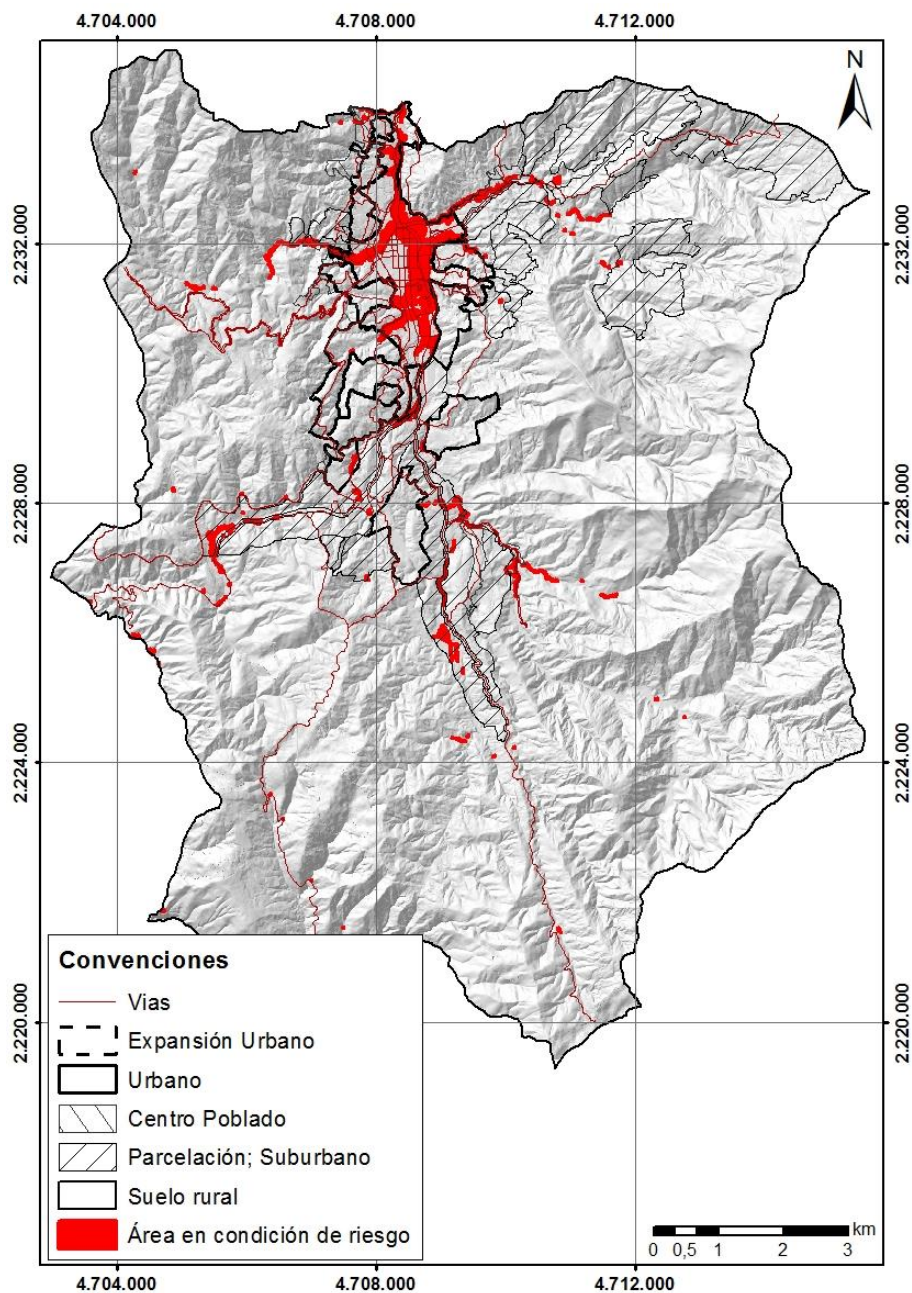 4.704.000 4.708.000 4.712.000
N
2.232.000 2.232.000
2.228.000 2.228.000
2.224.000 2.224.000
2.220.000 2.220.000
Convenciones
Vias
Expansión Urbano
Urbano
Centro Poblado
Parcelación; Suburbano
Suelo rural
Área en condición de riesgo
km
0 0,5 1 2 3
4.704.000 4.708.000 4.712.000